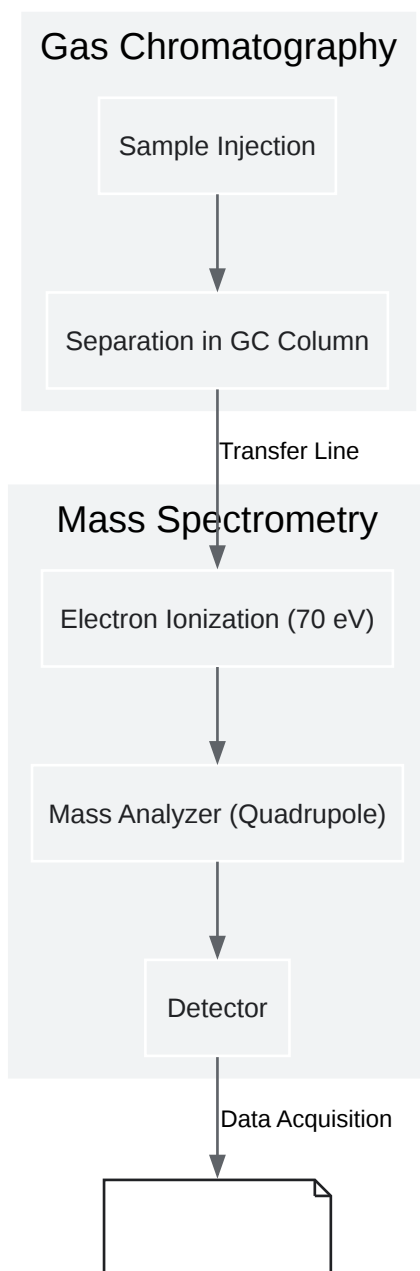 Gas Chromatography
Sample Injection
Separation in GC Column
Transfer Line
Mass Spectrometry
Electron Ionization (70 eV)
Mass Analyzer (Quadrupole)
Detector
Data Acquisition